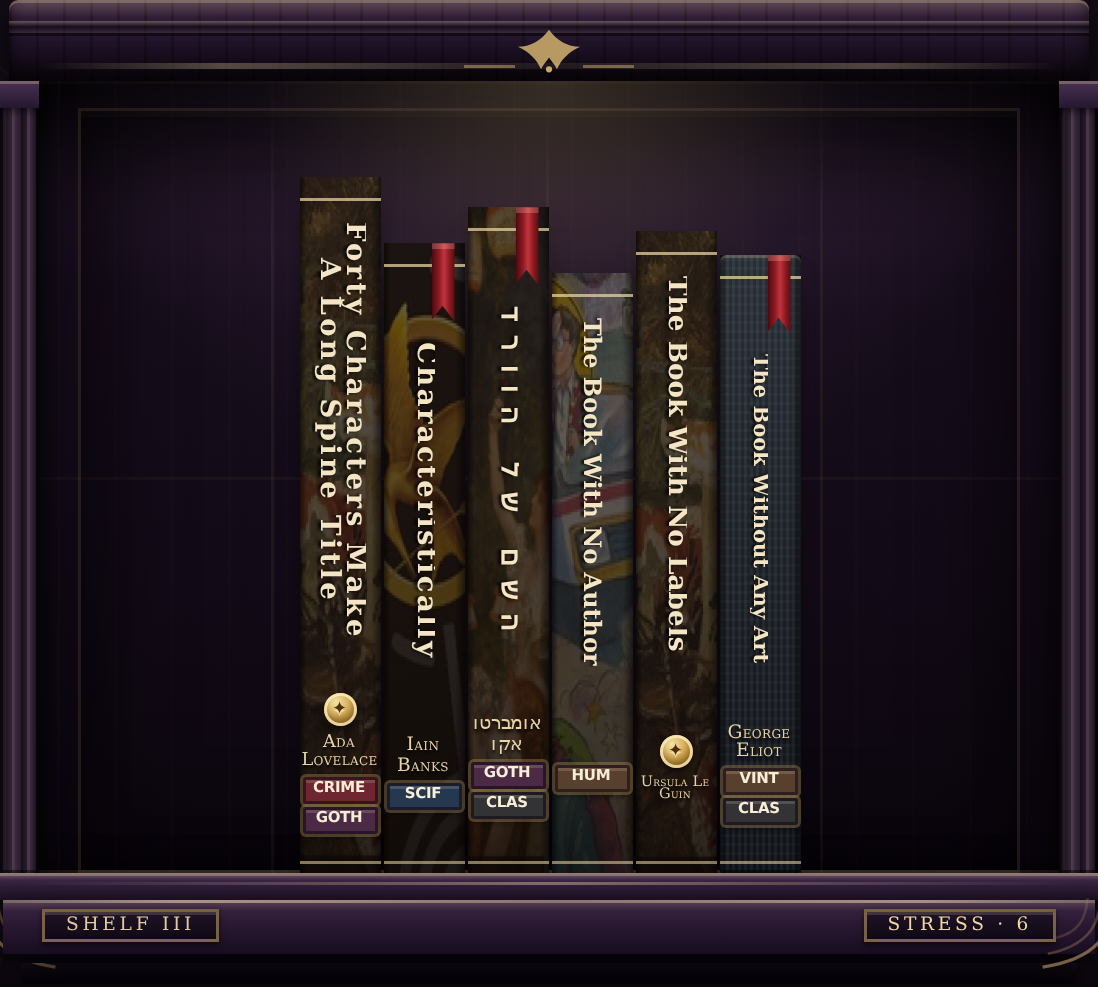 Forty Characters Make
A Long Spine Title
Ada
Lovelace
CRIME
GOTH
Characteristically
Iain
Banks
SCIF
השם של הוורד
אומברטו
אקו
GOTH
CLAS
The Book With No Author
HUM
The Book With No Labels
Ursula Le
Guin
The Book Without Any Art
George
Eliot
VINT
CLAS
SHELF III
STRESS · 6